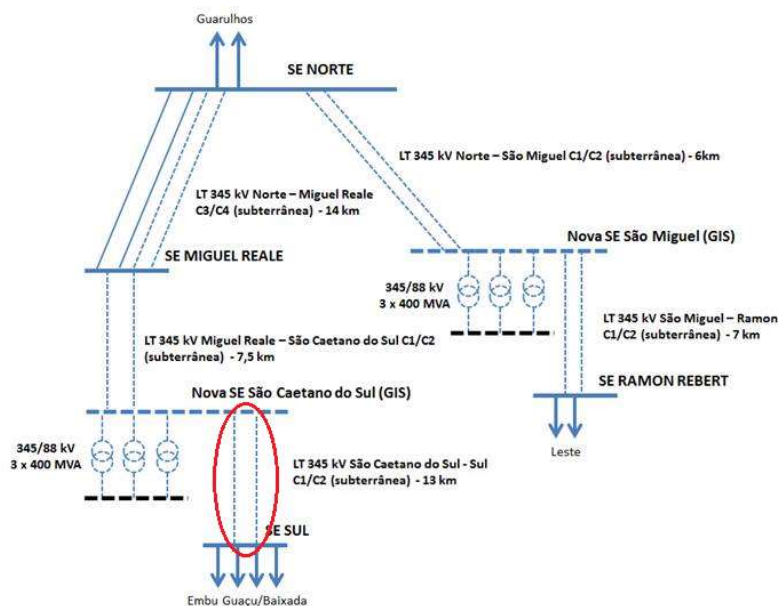 Guarulhos
SE NORTE
LT 345 kV Norte – São Miguel C1/C2 (subterrânea) - 6km
LT 345 kV Norte – Miguel Reale
C3/C4 (subterrânea) - 14 km
Nova SE São Miguel (GIS)
SE MIGUEL REALE
345/88 kV
3 x 400 MVA
LT 345 kV São Miguel – Ramon
C1/C2 (subterrânea) – 7 km
LT 345 kV Miguel Reale – São Caetano do Sul C1/C2
(subterrânea) - 7,5 km
SE RAMON REBERT
Nova SE São Caetano do Sul (GIS)
Leste
345/88 kV
3 x 400 MVA
LT 345 kV São Caetano do Sul - Sul
C1/C2 (subterrânea) – 13 km
SE SUL
Embu Guaçu/Baixada